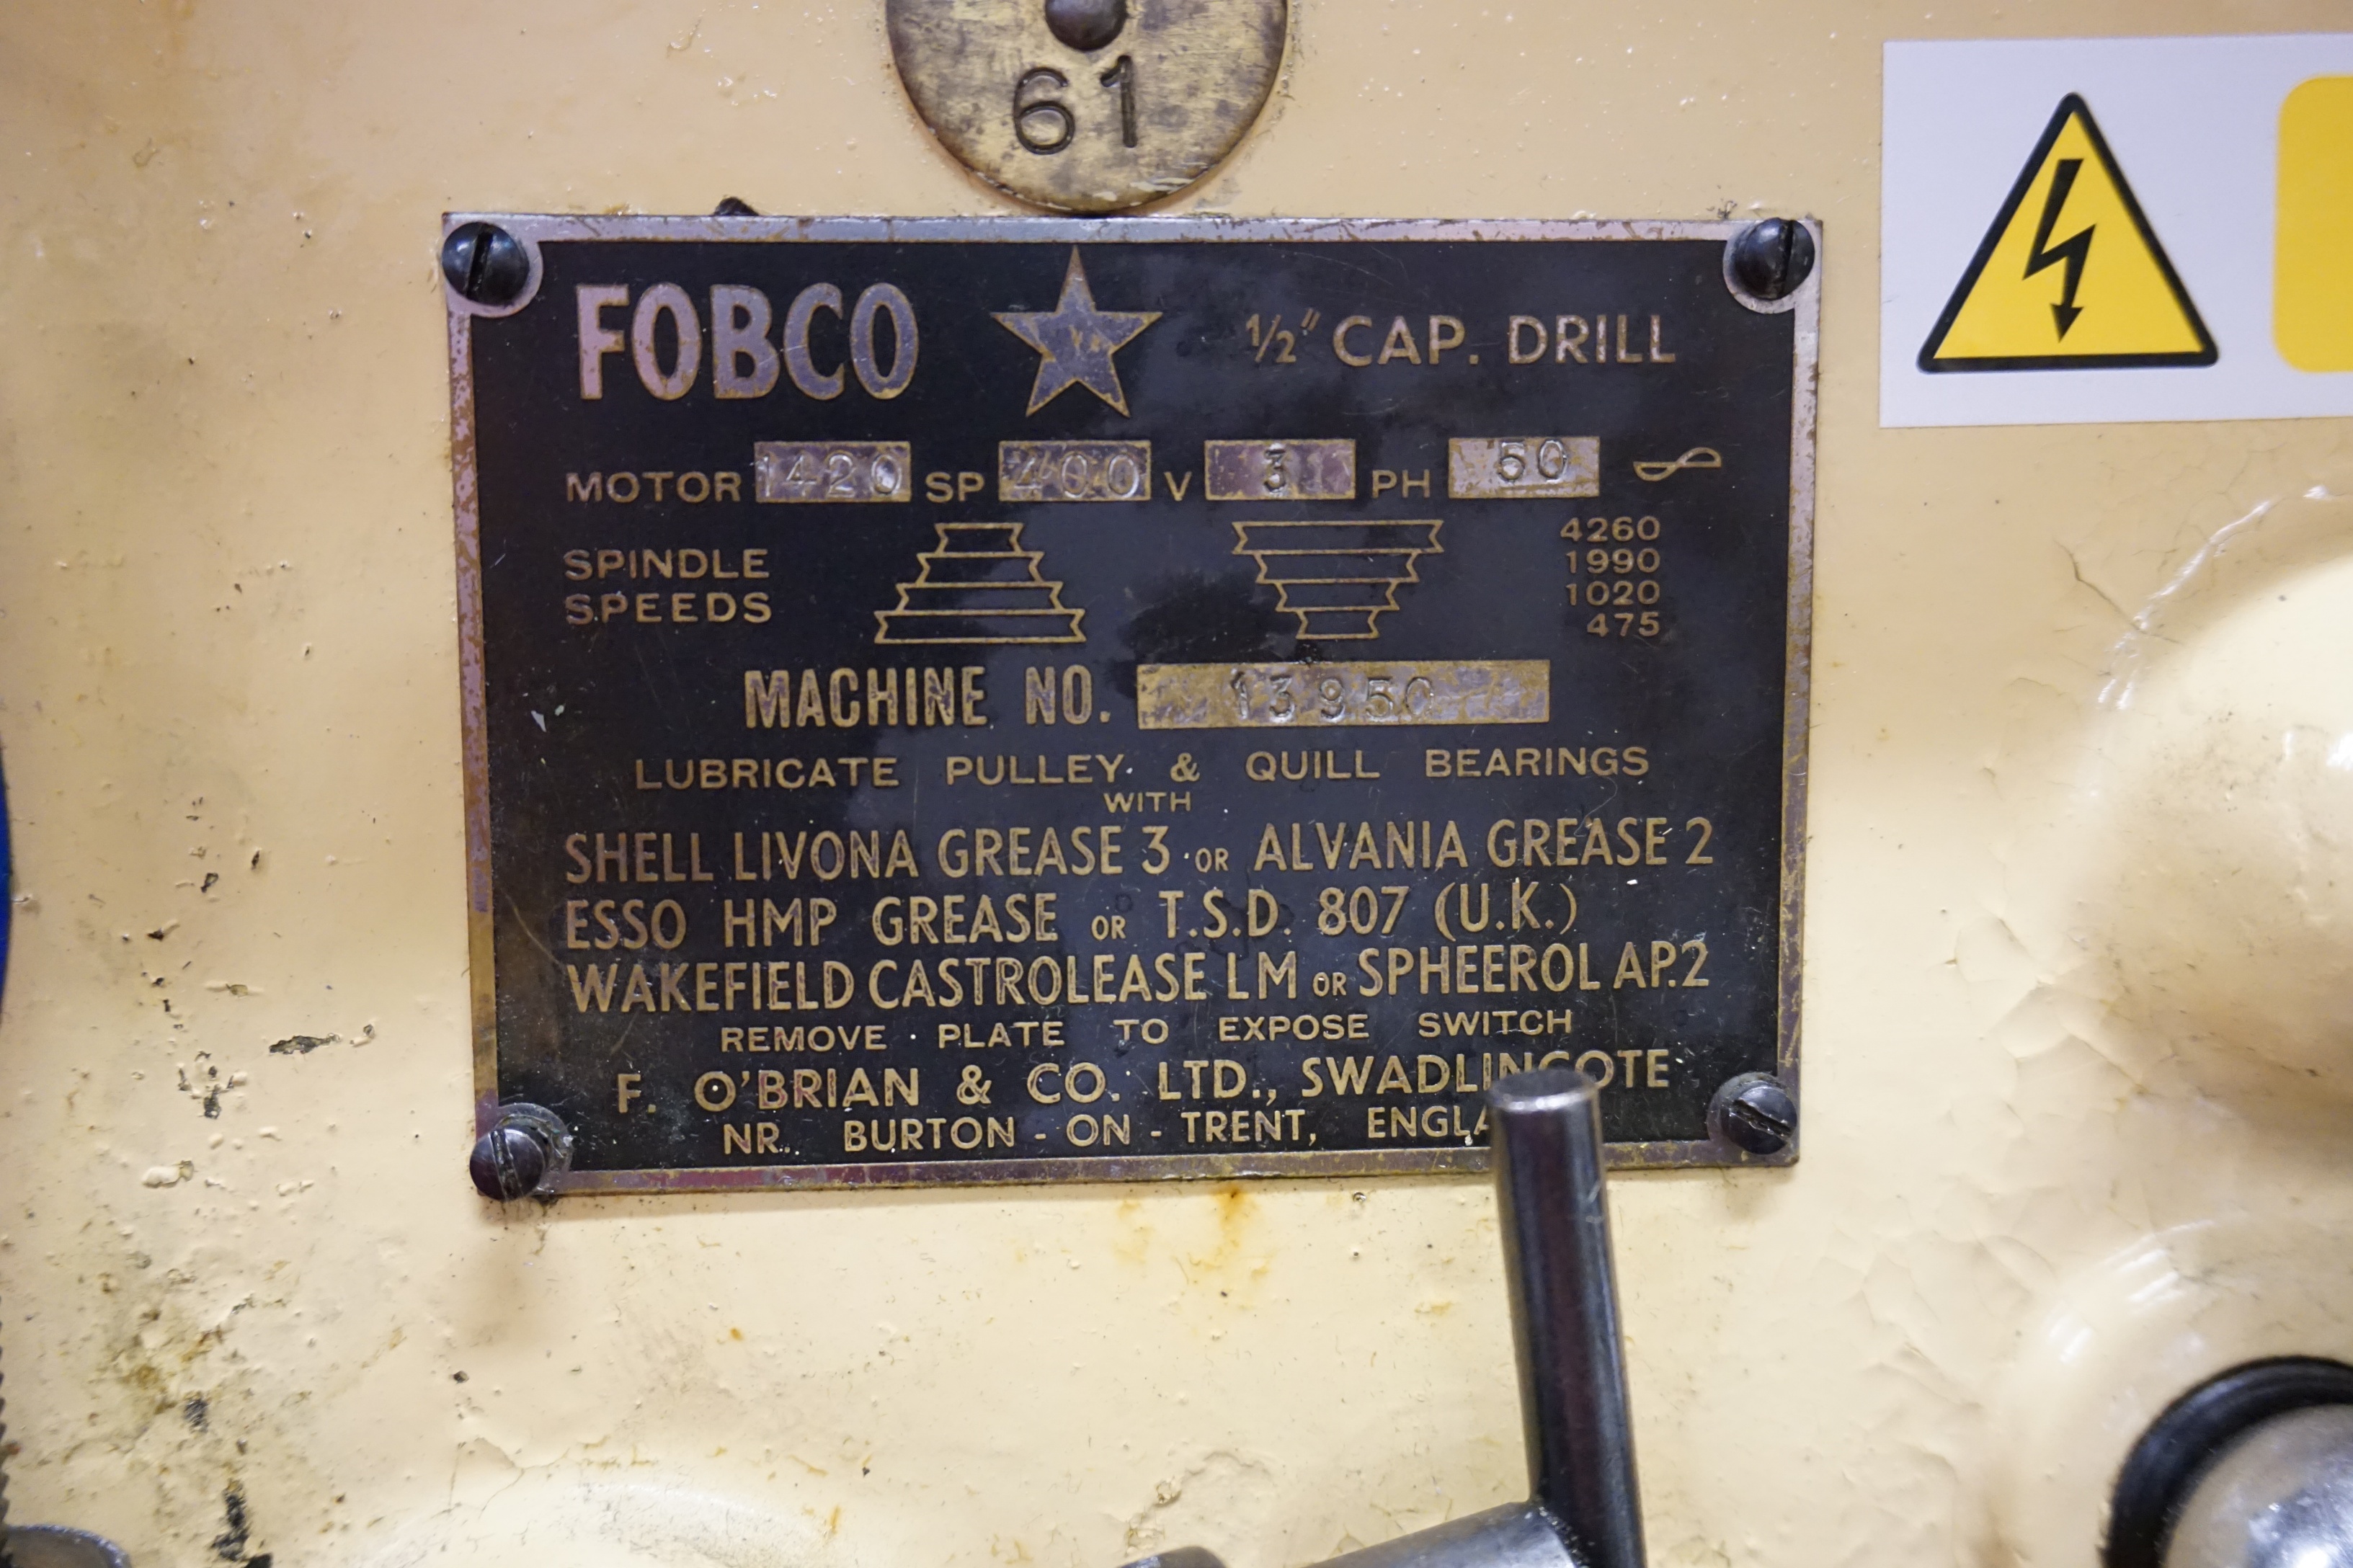 61
FOBCO ½" CAP. DRILL
MOTOR 1420 SP 400 V 3 PH 50
SPINDLE SPEEDS
4260
1990
1020
475
MACHINE NO. 13950
LUBRICATE PULLEY & QUILL BEARINGS
WITH
SHELL LIVONA GREASE 3 OR ALVANIA GREASE 2
ESSO HMP GREASE OR T.S.D. 807 (U.K.)
WAKEFIELD CASTROLEASE LM OR SPHEEROL AP.2
REMOVE PLATE TO EXPOSE SWITCH
F. O'BRIAN & CO. LTD., SWADLINCOTE
NR. BURTON-ON-TRENT,